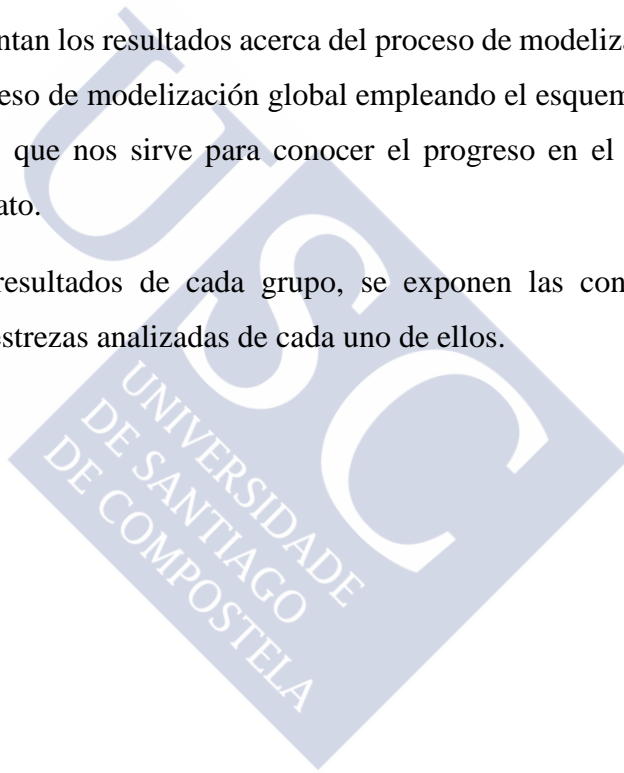 ntan los resultados acerca del proceso de modeliza
eso de modelización global empleando el esquem
que nos sirve para conocer el progreso en el
ato.
resultados de cada grupo, se exponen las con
estrezas analizadas de cada uno de ellos.
USC
UNIVERSIDADE
DE SANTIAGO
DE COMPOSTELA